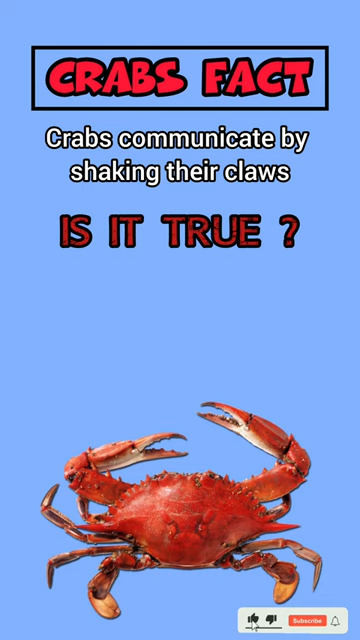 CRABS FACT
Crabs communicate by
shaking their claws
IS IT TRUE ?
Subscribe